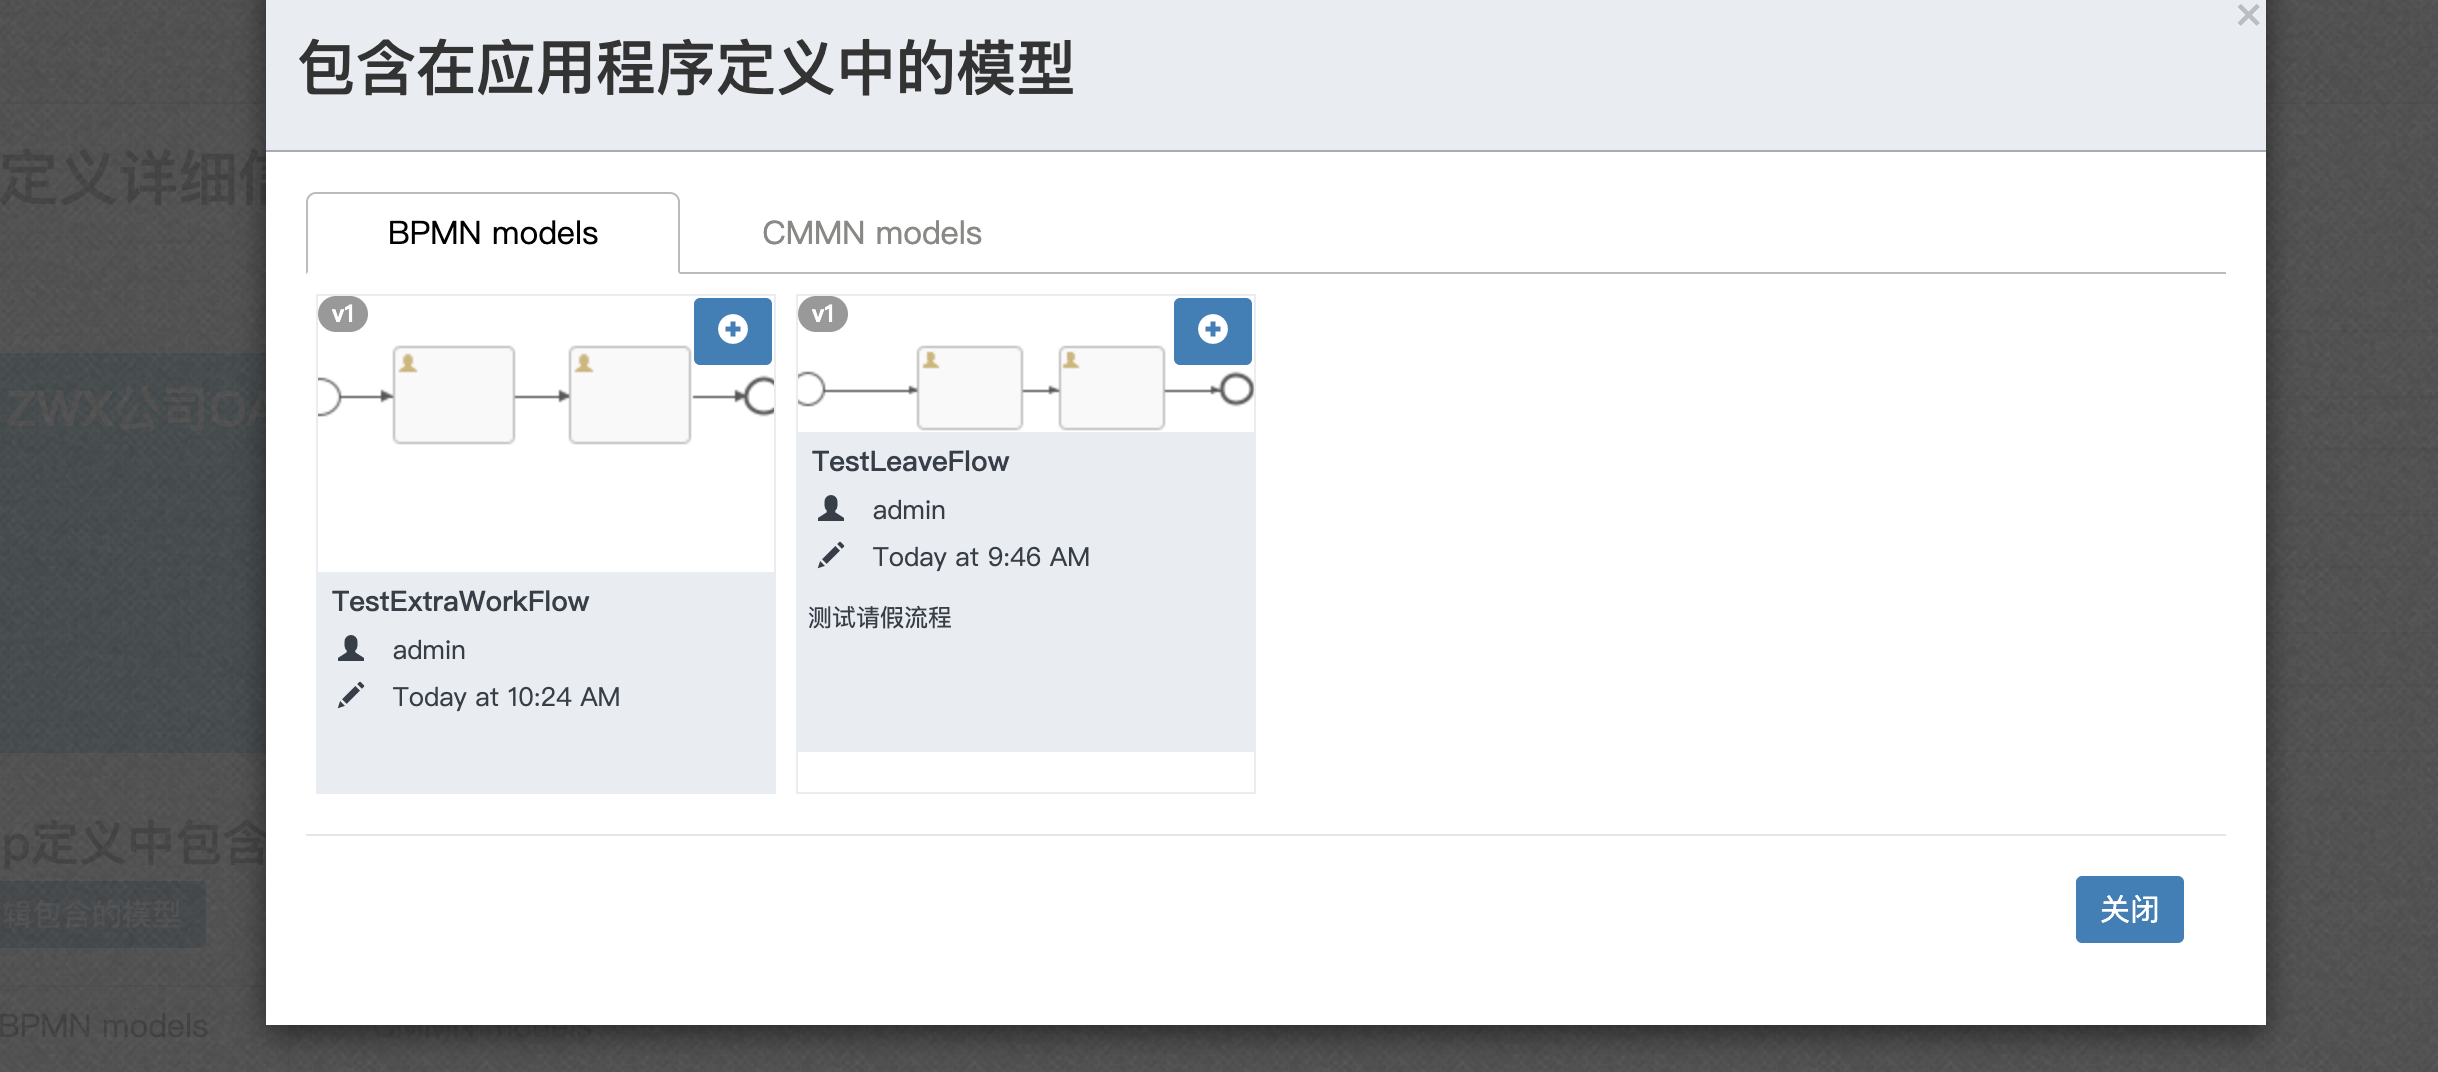 包含在应用程序定义中的模型
×
定义详细信
BPMN models
CMMN models
v1
v1
ZWX公司OA
TestLeaveFlow
admin
Today at 9:46 AM
测试请假流程
TestExtraWorkFlow
admin
Today at 10:24 AM
p定义中包含
辑包含的模型
关闭
BPMN models
CMMN models